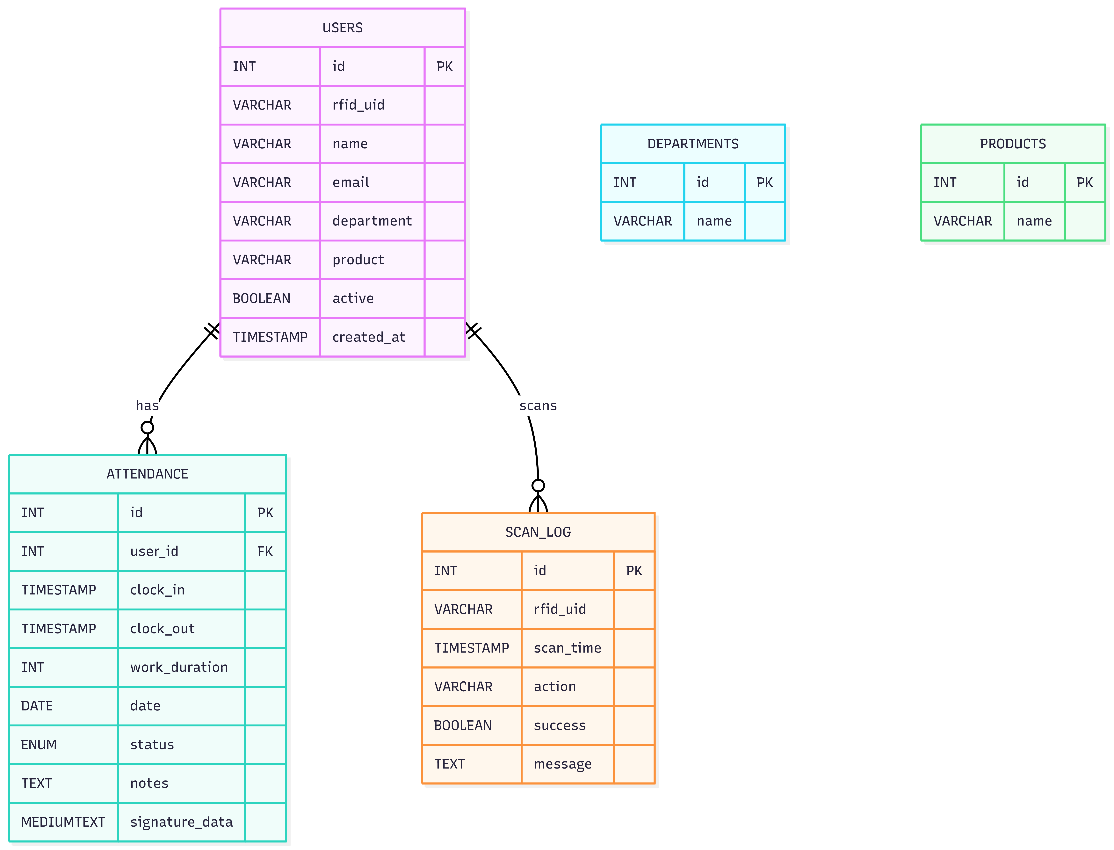 USERS
INT id PK
VARCHAR rfid_uid
VARCHAR name
VARCHAR email
VARCHAR department
VARCHAR product
BOOLEAN active
TIMESTAMP created_at
DEPARTMENTS
INT id PK
VARCHAR name
PRODUCTS
INT id PK
VARCHAR name
has
scans
ATTENDANCE
INT id PK
INT user_id FK
TIMESTAMP clock_in
TIMESTAMP clock_out
INT work_duration
DATE date
ENUM status
TEXT notes
MEDIUMTEXT signature_data
SCAN_LOG
INT id PK
VARCHAR rfid_uid
TIMESTAMP scan_time
VARCHAR action
BOOLEAN success
TEXT message